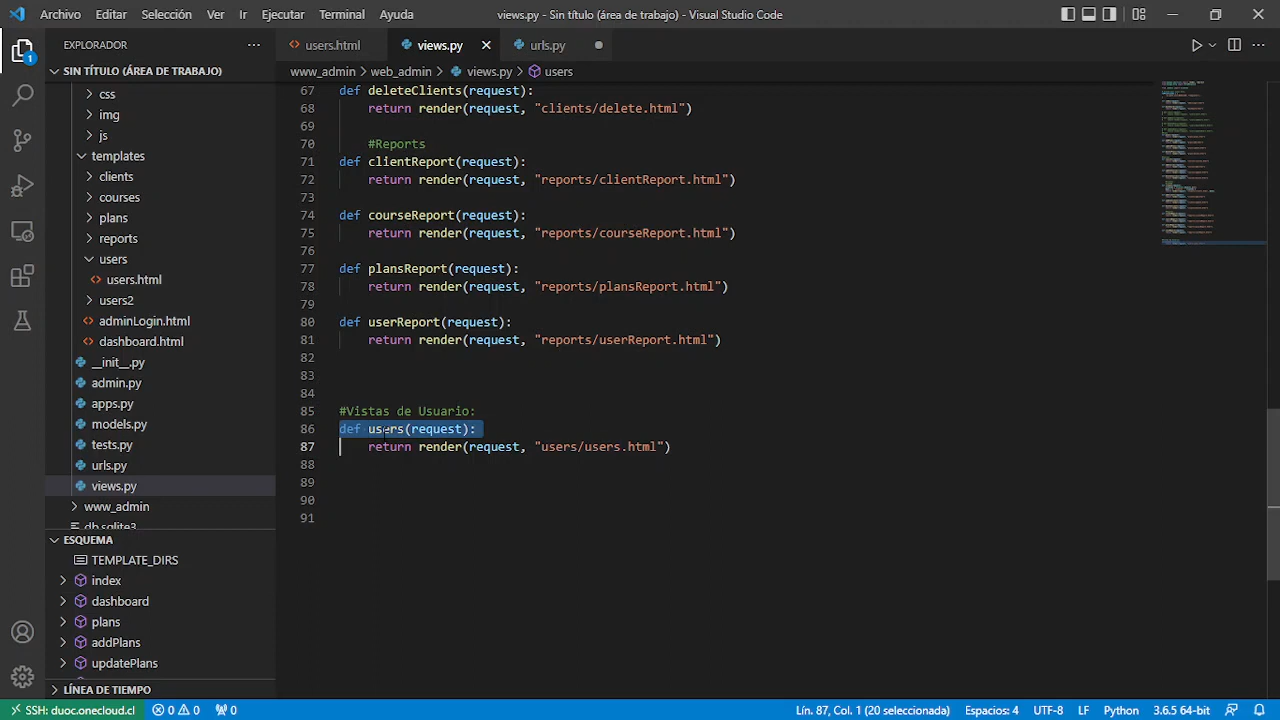 Archivo Editar Selección Ver Ir Ejecutar Terminal Ayuda views.py - Sin título (área de trabajo) - Visual Studio Code
EXPLORADOR
users.html views.py urls.py
SIN TÍTULO (ÁREA DE TRABAJO)
www_admin > web_admin > views.py > users
css
img
js
templates
clients
courses
plans
reports
users
users.html
users2
adminLogin.html
dashboard.html
__init__.py
admin.py
apps.py
models.py
tests.py
urls.py
views.py
www_admin
db.sqlite3
ESQUEMA
TEMPLATE_DIRS
index
dashboard
plans
addPlans
updatePlans
LÍNEA DE TIEMPO
67 def deleteClients(request):
68 return render(request, "clients/delete.html")
69
70 #Reports
71 def clientReport(request):
72 return render(request, "reports/clientReport.html")
73
74 def courseReport(request):
75 return render(request, "reports/courseReport.html")
76
77 def plansReport(request):
78 return render(request, "reports/plansReport.html")
79
80 def userReport(request):
81 return render(request, "reports/userReport.html")
82
83
84
85 #Vistas de Usuario:
86 def users(request):
87 return render(request, "users/users.html")
88
89
90
91
1
SSH: duoc.onecloud.cl 0 0 0 Lín. 87, Col. 1 (20 seleccionada) Espacios: 4 UTF-8 LF Python 3.6.5 64-bit